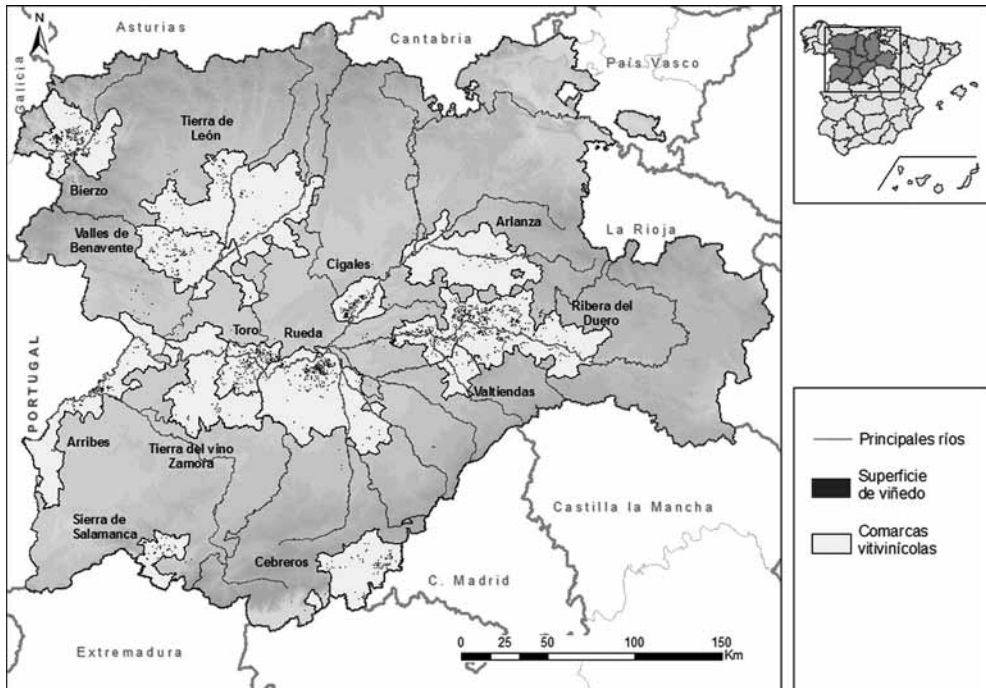 N
Asturias
Cantabria
País Vasco
Galicia
Tierra de
León
Bierzo
Valles de
Benavente
Arlanza
La Rioja
Cigales
Ribera del
Duero
Toro
Rueda
PORTUGAL
Valtiendas
Arribes
Tierra del vino
Zamora
Sierra de
Salamanca
Cebreros
Castilla la Mancha
C. Madrid
Extremadura
0 25 50 100 150
Km
Principales ríos
Superficie
de viñedo
Comarcas
vitivinícolas